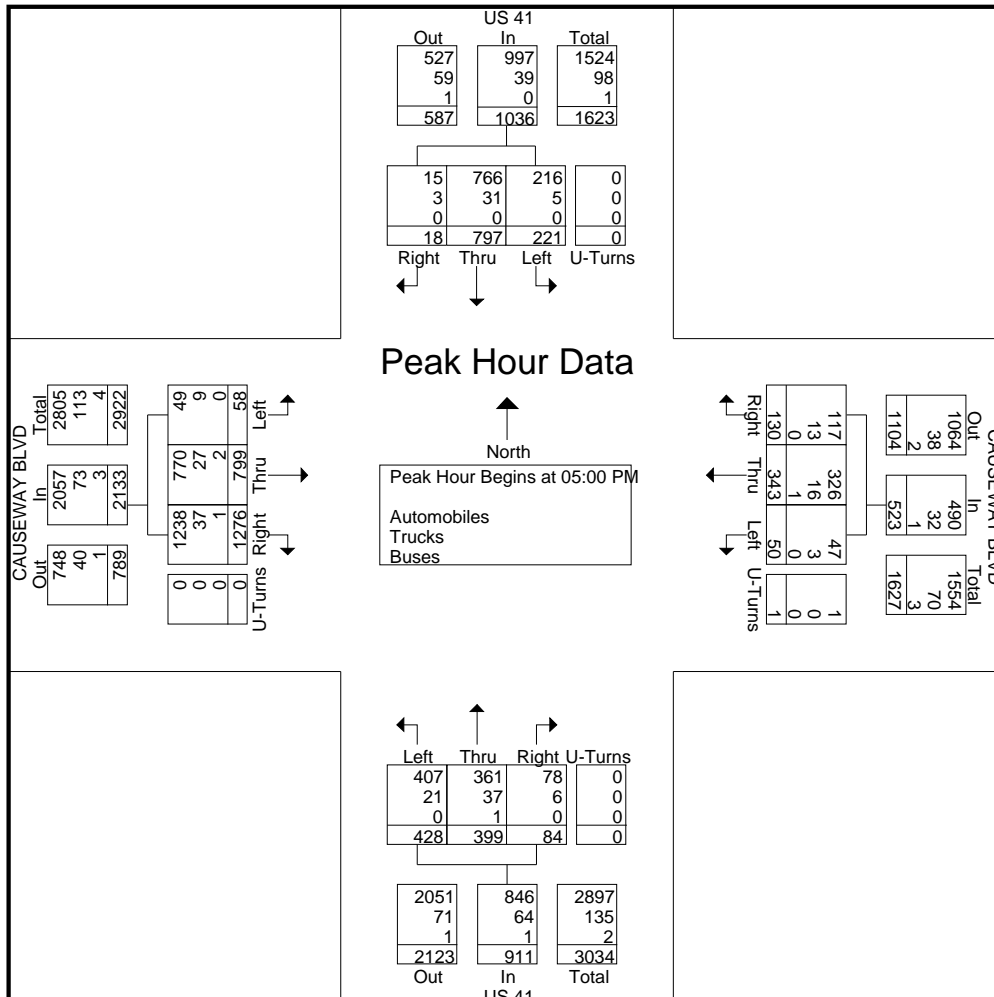 US 41
Out In Total
527 997 1524
59 39 98
1 0 1
587 1036 1623
15 766 216 0
3 31 5 0
0 0 0 0
18 797 221 0
Right Thru Left U-Turns
Peak Hour Data
North
Peak Hour Begins at 05:00 PM
Automobiles
Trucks
Buses
CAUSEWAY BLVD
Out In Total
748 2057 2805
40 73 113
1 3 4
789 2133 2922
U-Turns Right Thru Left
0 1238 770 49
0 37 27 9
0 1 2 0
0 1276 799 58
Right Thru Left U-Turns
117 326 47 1
13 16 3 0
0 1 0 0
130 343 50 1
CAUSEWAY BLVD
Out In Total
1064 490 1554
38 32 70
2 1 3
1104 523 1627
Left Thru Right U-Turns
407 361 78 0
21 37 6 0
0 1 0 0
428 399 84 0
2051 846 2897
71 64 135
1 1 2
2123 911 3034
Out In Total
US 41